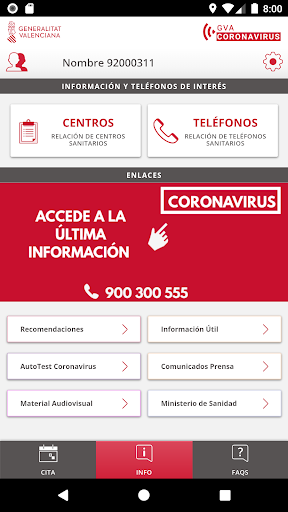 8:00
GENERALITAT
VALENCIANA
GVA
CORONAVIRUS
Nombre 92000311
INFORMACIÓN Y TELÉFONOS DE INTERÉS
CENTROS
RELACIÓN DE CENTROS
SANITARIOS
TELÉFONOS
RELACIÓN DE TELÉFONOS
SANITARIOS
ENLACES
CORONAVIRUS
ACCEDE A LA
ÚLTIMA
INFORMACIÓN
900 300 555
Recomendaciones
Información Útil
AutoTest Coronavirus
Comunicados Prensa
Material Audiovisual
Ministerio de Sanidad
CITA
INFO
FAQS